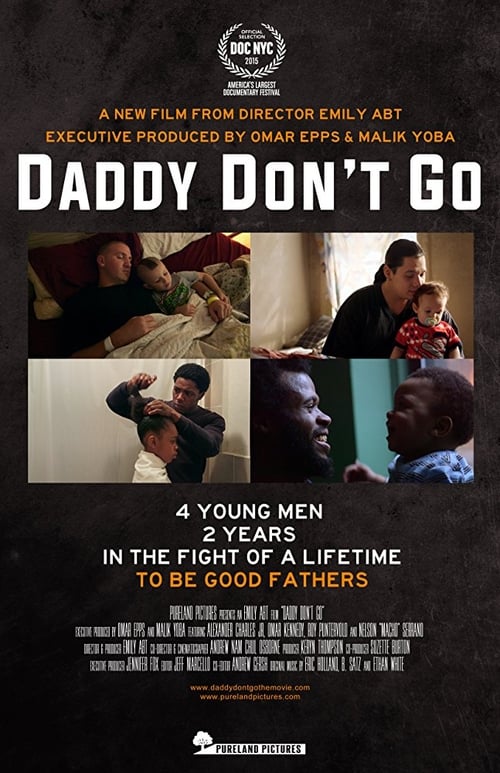 OFFICIAL
SELECTION
DOC NYC
2015
AMERICA'S LARGEST
DOCUMENTARY FESTIVAL
A NEW FILM FROM DIRECTOR EMILY ABT
EXECUTIVE PRODUCED BY OMAR EPPS & MALIK YOBA
DADDY DON'T GO
4 YOUNG MEN
2 YEARS
IN THE FIGHT OF A LIFETIME
TO BE GOOD FATHERS
PURELAND PICTURES PRESENTS AN EMILY ABT FILM "DADDY DON'T GO"
EXECUTIVE PRODUCED BY OMAR EPPS AND MALIK YOBA FEATURING ALEXANDER CHARLES JR, OMAR KENNEDY, ROY PUNTERVOLD AND NELSON "MACHO" SERRANO
DIRECTOR & PRODUCER EMILY ABT CO-DIRECTOR & CINEMATOGRAPHER ANDREW NAM CHUL OSBORNE PRODUCER KERVN THOMPSON CO-PRODUCER SUZETTE BURTON
EXECUTIVE PRODUCER JENNIFER FOX EDITOR JEFF MARCELLO CO-EDITOR ANDREW GERSH ORIGINAL MUSIC BY ERIC HOLLAND, B. SATZ AND ETHAN WHITE
www.daddydontgothemovie.com
www.purelandpictures.com
PURELAND PICTURES